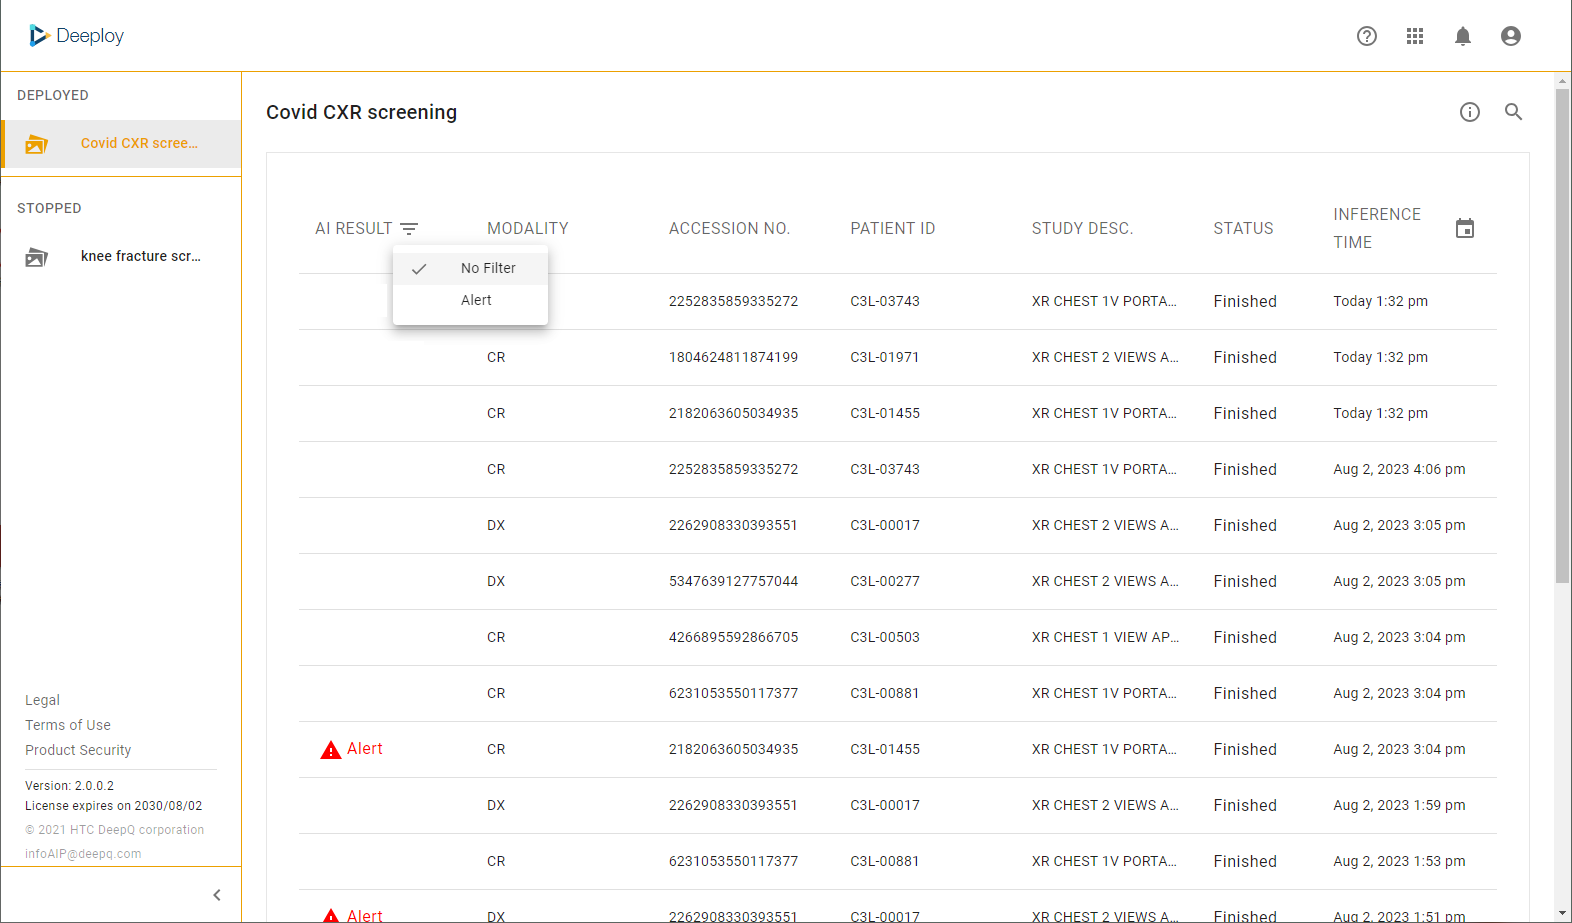 Deeploy
DEPLOYED
Covid CXR scree...
STOPPED
knee fracture scr...
Legal
Terms of Use
Product Security
Version: 2.0.0.2
License expires on 2030/08/02
© 2021 HTC DeepQ corporation
infoAIP@deepq.com
Covid CXR screening
AI RESULT MODALITY ACCESSION NO. PATIENT ID STUDY DESC. STATUS INFERENCE TIME
No Filter
Alert
2252835859335272 C3L-03743 XR CHEST 1V PORTA... Finished Today 1:32 pm
CR 1804624811874199 C3L-01971 XR CHEST 2 VIEWS A... Finished Today 1:32 pm
CR 2182063605034935 C3L-01455 XR CHEST 1V PORTA... Finished Today 1:32 pm
CR 2252835859335272 C3L-03743 XR CHEST 1V PORTA... Finished Aug 2, 2023 4:06 pm
DX 2262908330393551 C3L-00017 XR CHEST 2 VIEWS A... Finished Aug 2, 2023 3:05 pm
DX 5347639127757044 C3L-00277 XR CHEST 2 VIEWS A... Finished Aug 2, 2023 3:05 pm
CR 4266895592866705 C3L-00503 XR CHEST 1 VIEW AP... Finished Aug 2, 2023 3:04 pm
CR 6231053550117377 C3L-00881 XR CHEST 1V PORTA... Finished Aug 2, 2023 3:04 pm
Alert CR 2182063605034935 C3L-01455 XR CHEST 1V PORTA... Finished Aug 2, 2023 3:04 pm
DX 2262908330393551 C3L-00017 XR CHEST 2 VIEWS A... Finished Aug 2, 2023 1:59 pm
CR 6231053550117377 C3L-00881 XR CHEST 1V PORTA... Finished Aug 2, 2023 1:53 pm
Alert DX 2262908330393551 C3L-00017 XR CHEST 2 VIEWS A... Finished Aug 2, 2023 1:51 pm